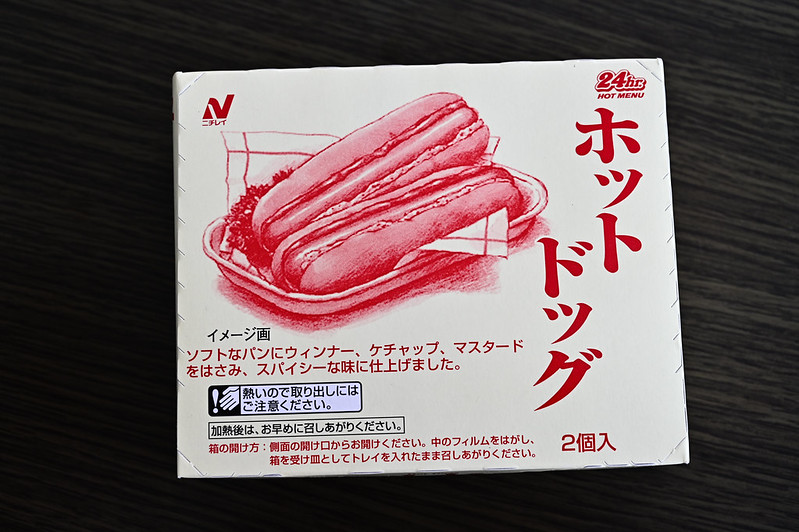 ニチレイ
24hr.
HOT MENU
ホット
ドッグ
イメージ画
ソフトなパンにウィンナー、ケチャップ、マスタード
をはさみ、スパイシーな味に仕上げました。
熱いので取り出しには
ご注意ください。
加熱後は、お早めに召しあがりください。
箱の開け方：側面の開け口からお開けください。中のフィルムをはがし、
箱を受け皿としてトレイを入れたまま召しあがりください。
2個入